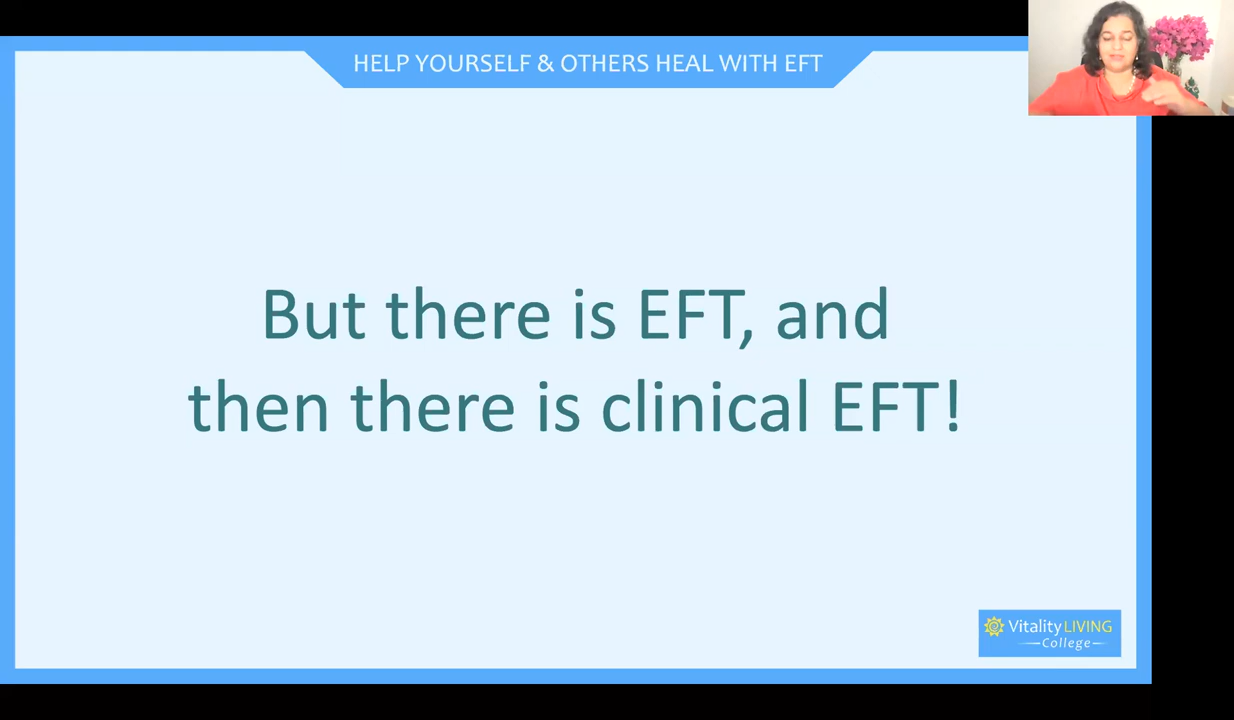 HELP YOURSELF & OTHERS HEAL WITH EFT
But there is EFT, and
then there is clinical EFT!
Vitality LIVING
College